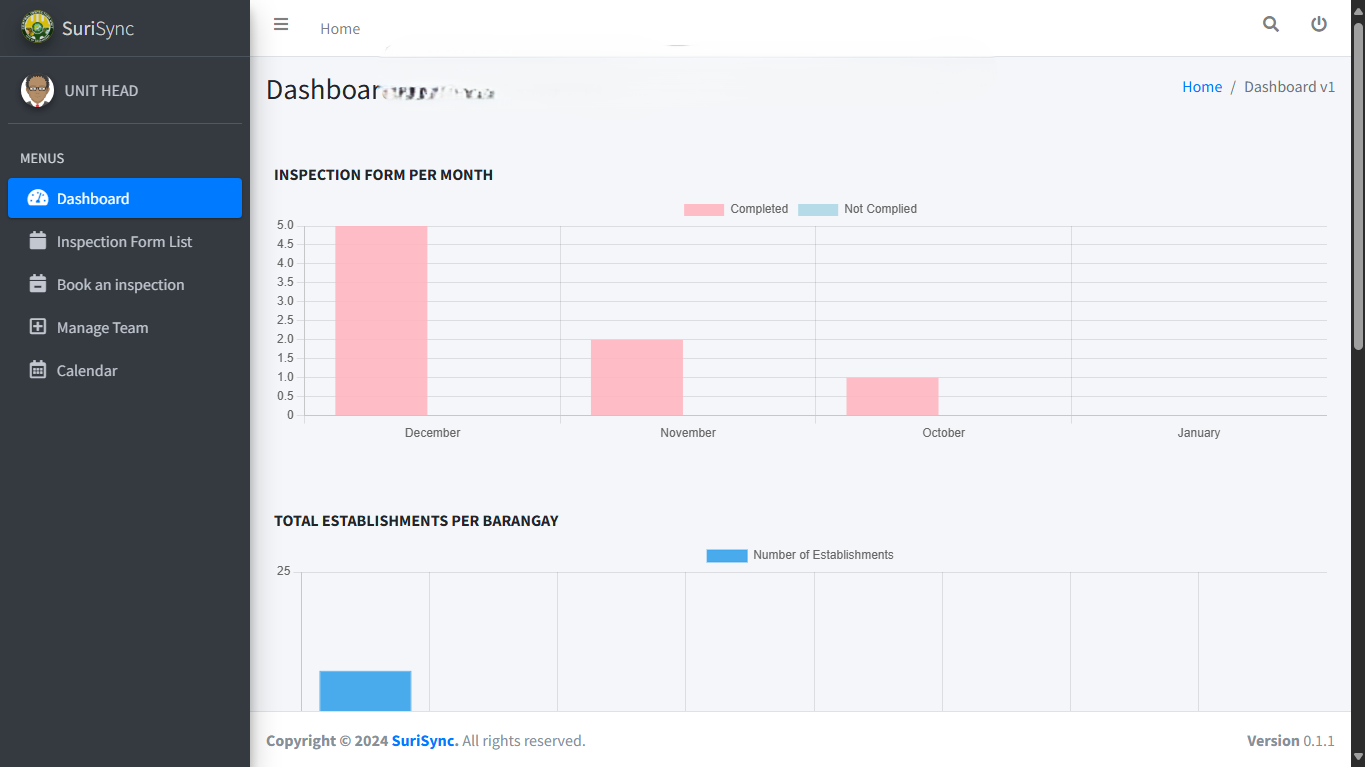 SuriSync
Home
UNIT HEAD
MENUS
Dashboard
Inspection Form List
Book an inspection
Manage Team
Calendar
Dashboar
Home / Dashboard v1
INSPECTION FORM PER MONTH
Completed Not Complied
5.0
4.5
4.0
3.5
3.0
2.5
2.0
1.5
1.0
0.5
0
December November October January
TOTAL ESTABLISHMENTS PER BARANGAY
Number of Establishments
25
Copyright © 2024 SuriSync. All rights reserved.
Version 0.1.1